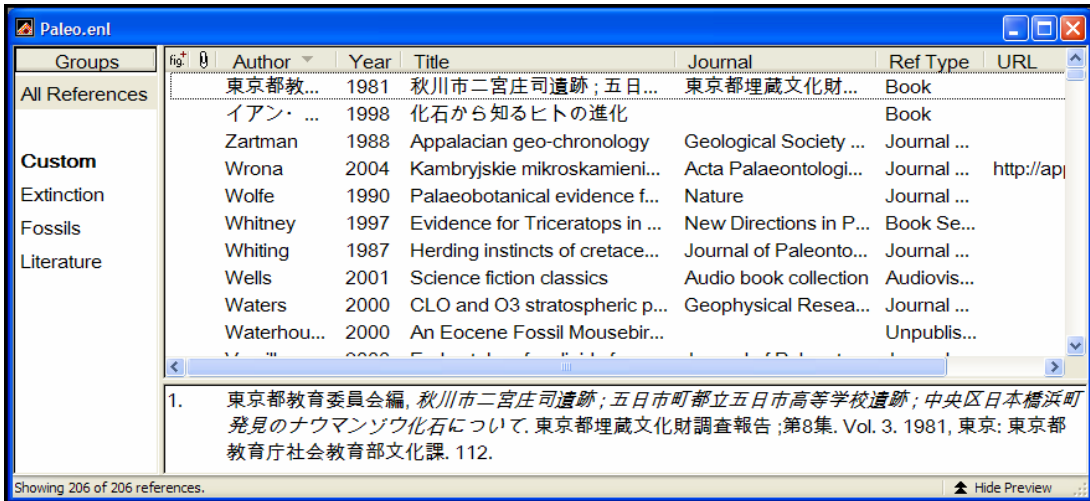 Paleo.enl
Groups
All References
Custom
Extinction
Fossils
Literature
fig. Author Year Title Journal Ref Type URL
東京都教... 1981 秋川市二宮庄司遺跡 ; 五日... 東京都埋蔵文化財... Book
イアン・ ... 1998 化石から知るヒトの進化 Book
Zartman 1988 Appalacian geo-chronology Geological Society ... Journal ...
Wrona 2004 Kambryjskie mikroskamieni... Acta Palaeontologi... Journal ... http://app
Wolfe 1990 Palaeobotanical evidence f... Nature Journal ...
Whitney 1997 Evidence for Triceratops in ... New Directions in P... Book Se...
Whiting 1987 Herding instincts of cretace... Journal of Paleonto... Journal ...
Wells 2001 Science fiction classics Audio book collection Audiovis...
Waters 2000 CLO and O3 stratospheric p... Geophysical Resea... Journal ...
Waterhou... 2000 An Eocene Fossil Mousebir... Unpublis...
1. 東京都教育委員会編, 秋川市二宮庄司遺跡 ; 五日市町都立五日市高等学校遺跡 ; 中央区日本橋浜町
発見のナウマンゾウ化石について. 東京都埋蔵文化財調査報告 ;第8集. Vol. 3. 1981, 東京: 東京都
教育庁社会教育部文化課. 112.
Showing 206 of 206 references.
Hide Preview